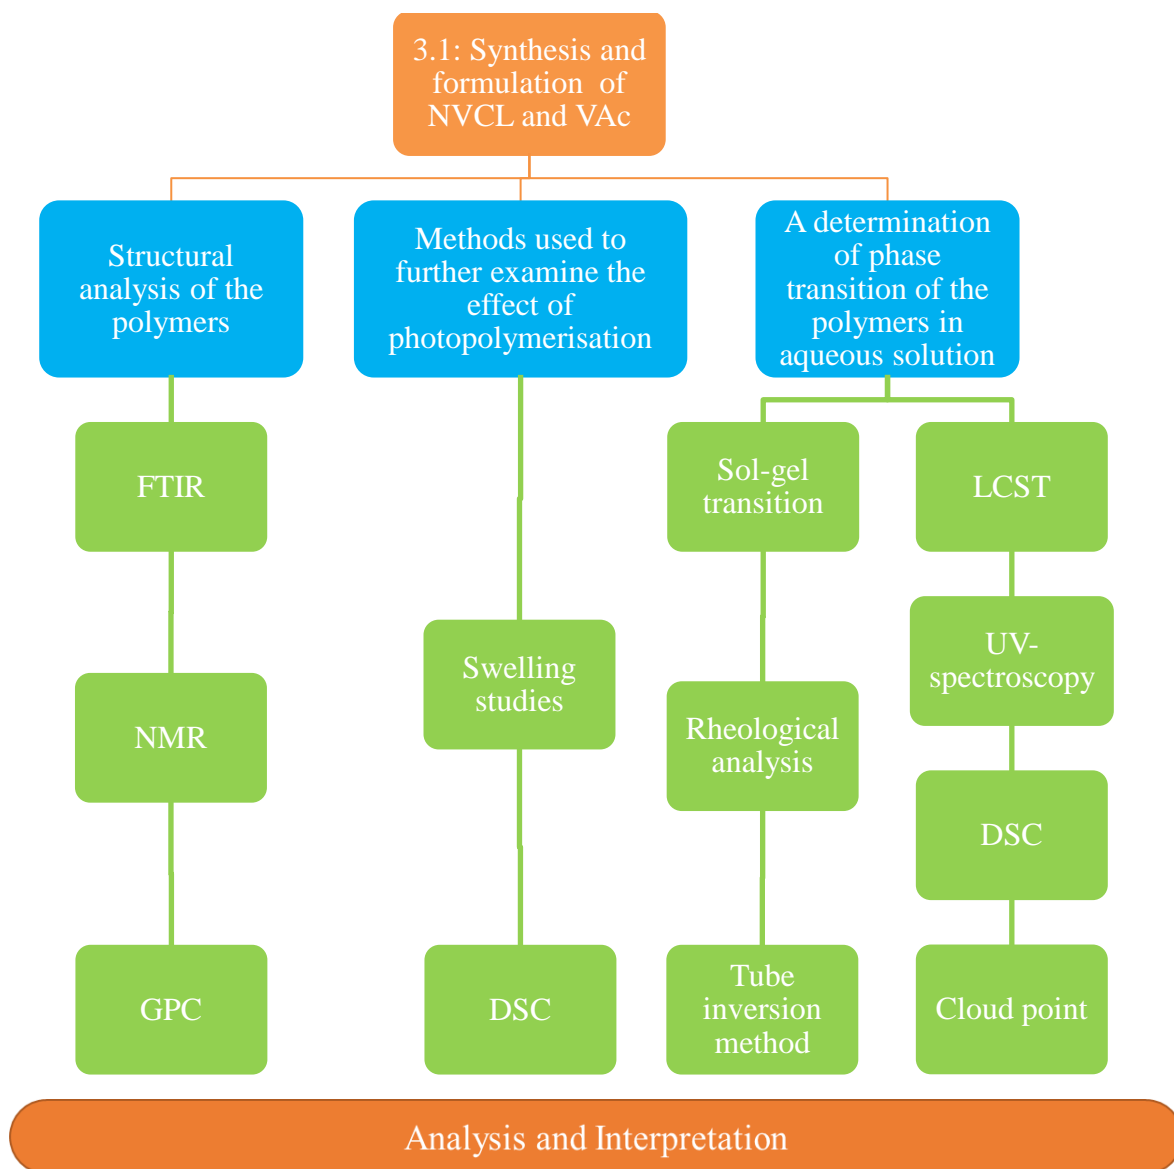 3.1: Synthesis and
formulation of
NVCL and VAc
Structural
analysis of the
polymers
Methods used to
further examine the
effect of
photopolymerisation
A determination
of phase
transition of the
polymers in
aqueous solution
FTIR
NMR
GPC
Swelling
studies
DSC
Sol-gel
transition
Rheological
analysis
Tube
inversion
method
LCST
UV-
spectroscopy
DSC
Cloud point
Analysis and Interpretation